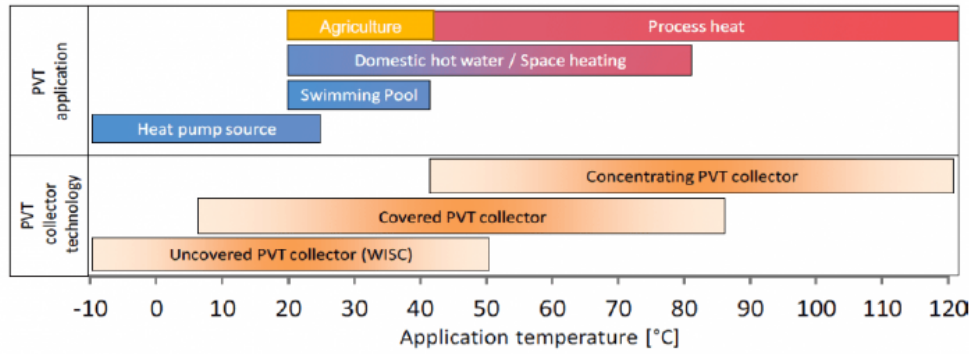 PVT
application
Agriculture
Process heat
Domestic hot water / Space heating
Swimming Pool
Heat pump source
PVT
collector
technology
Concentrating PVT collector
Covered PVT collector
Uncovered PVT collector (WISC)
-10 0 10 20 30 40 50 60 70 80 90 100 110 120
Application temperature [°C]